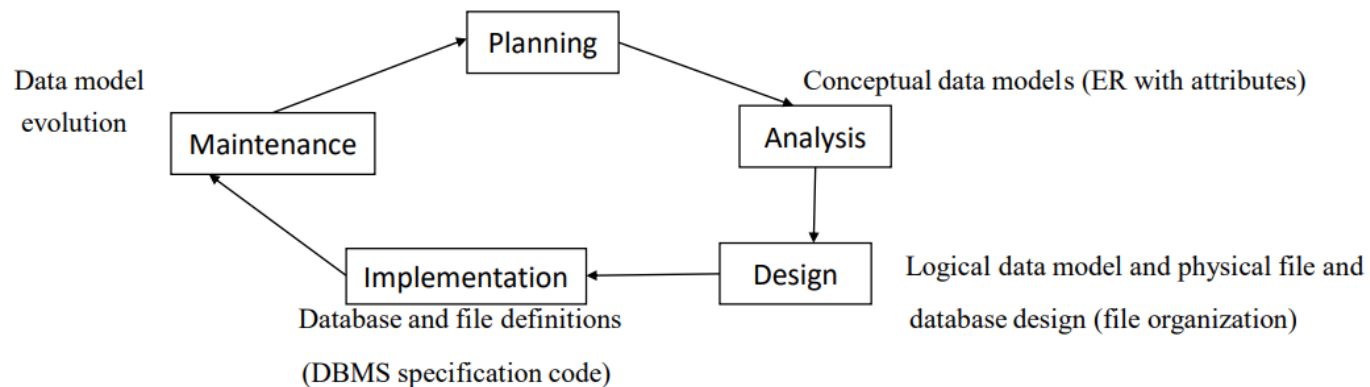 Planning
Data model
evolution
Conceptual data models (ER with attributes)
Maintenance
Analysis
Implementation
Design
Logical data model and physical file and
database design (file organization)
Database and file definitions
(DBMS specification code)